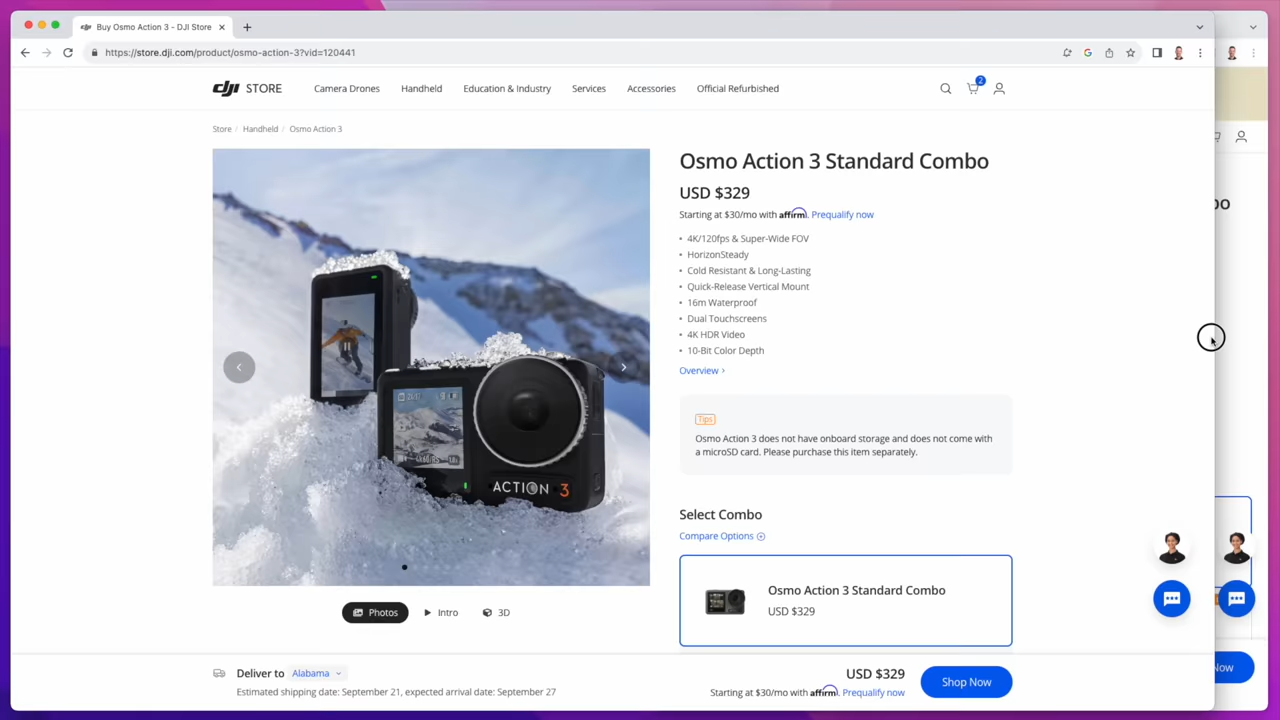 Buy Osmo Action 3 - DJI Store
https://store.dji.com/product/osmo-action-3?vid=120441
dji STORE
Camera Drones
Handheld
Education & Industry
Services
Accessories
Official Refurbished
2
Store / Handheld / Osmo Action 3
Osmo Action 3 Standard Combo
USD $329
Starting at $30/mo with affirm. Prequalify now
• 4K/120fps & Super-Wide FOV
• HorizonSteady
• Cold Resistant & Long-Lasting
• Quick-Release Vertical Mount
• 16m Waterproof
• Dual Touchscreens
• 4K HDR Video
• 10-Bit Color Depth
Overview ›
Tips
Osmo Action 3 does not have onboard storage and does not come with
a microSD card. Please purchase this item separately.
ACTION 3
Select Combo
Compare Options
Osmo Action 3 Standard Combo
USD $329
Photos
Intro
3D
Deliver to Alabama
Estimated shipping date: September 21, expected arrival date: September 27
USD $329
Starting at $30/mo with affirm. Prequalify now
Shop Now
Now